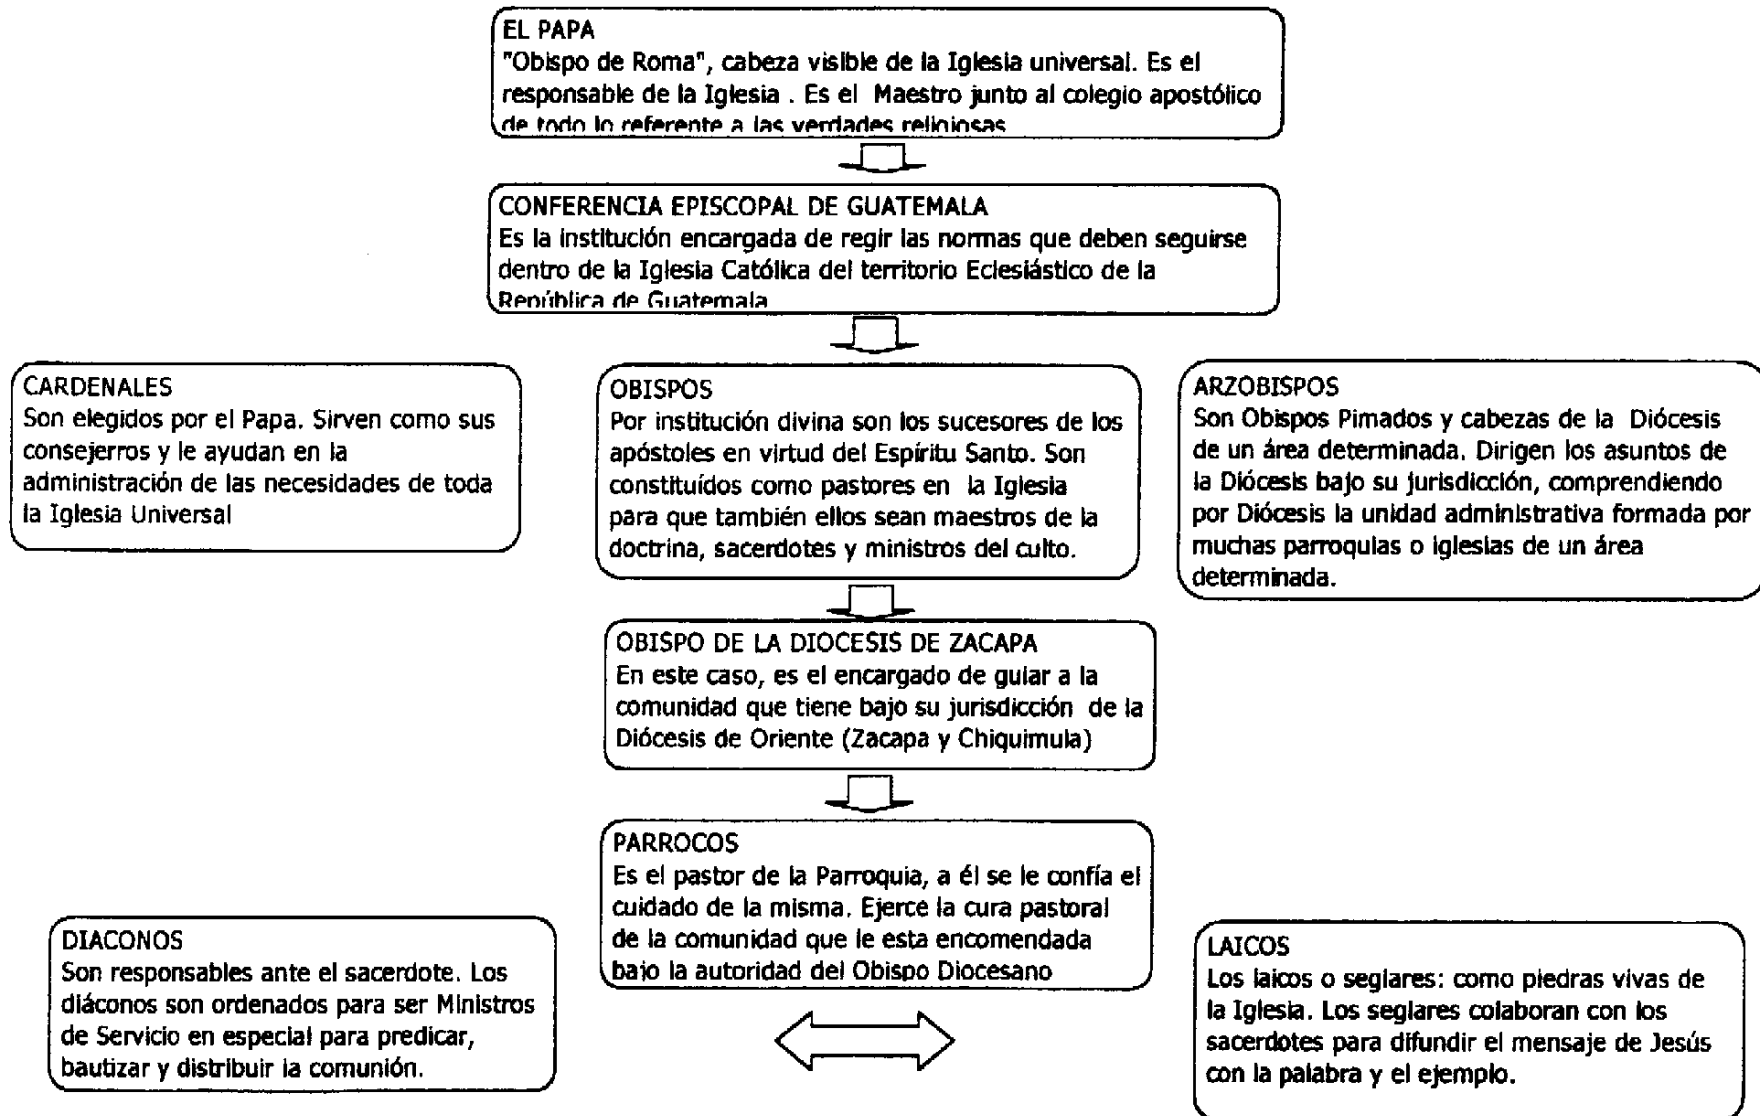 EL PAPA
"Obispo de Roma", cabeza visible de la Iglesia universal. Es el
responsable de la Iglesia . Es el Maestro junto al colegio apostólico
de todo lo referente a las verdades religiosas
CONFERENCIA EPISCOPAL DE GUATEMALA
Es la institución encargada de regir las normas que deben seguirse
dentro de la Iglesia Católica del territorio Eclesiástico de la
República de Guatemala
CARDENALES
Son elegidos por el Papa. Sirven como sus
consejerros y le ayudan en la
administración de las necesidades de toda
la Iglesia Universal
OBISPOS
Por institución divina son los sucesores de los
apóstoles en virtud del Espíritu Santo. Son
constituídos como pastores en la Iglesia
para que también ellos sean maestros de la
doctrina, sacerdotes y ministros del culto.
ARZOBISPOS
Son Obispos Pimados y cabezas de la Diócesis
de un área determinada. Dirigen los asuntos de
la Diócesis bajo su jurisdicción, comprendiendo
por Diócesis la unidad administrativa formada por
muchas parroquias o iglesias de un área
determinada.
OBISPO DE LA DIOCESIS DE ZACAPA
En este caso, es el encargado de guiar a la
comunidad que tiene bajo su jurisdicción de la
Diócesis de Oriente (Zacapa y Chiquimula)
PARROCOS
Es el pastor de la Parroquia, a él se le confía el
cuidado de la misma. Ejerce la cura pastoral
de la comunidad que le esta encomendada
bajo la autoridad del Obispo Diocesano
DIACONOS
Son responsables ante el sacerdote. Los
diáconos son ordenados para ser Ministros
de Servicio en especial para predicar,
bautizar y distribuir la comunión.
LAICOS
Los laicos o seglares: como piedras vivas de
la Iglesia. Los seglares colaboran con los
sacerdotes para difundir el mensaje de Jesús
con la palabra y el ejemplo.